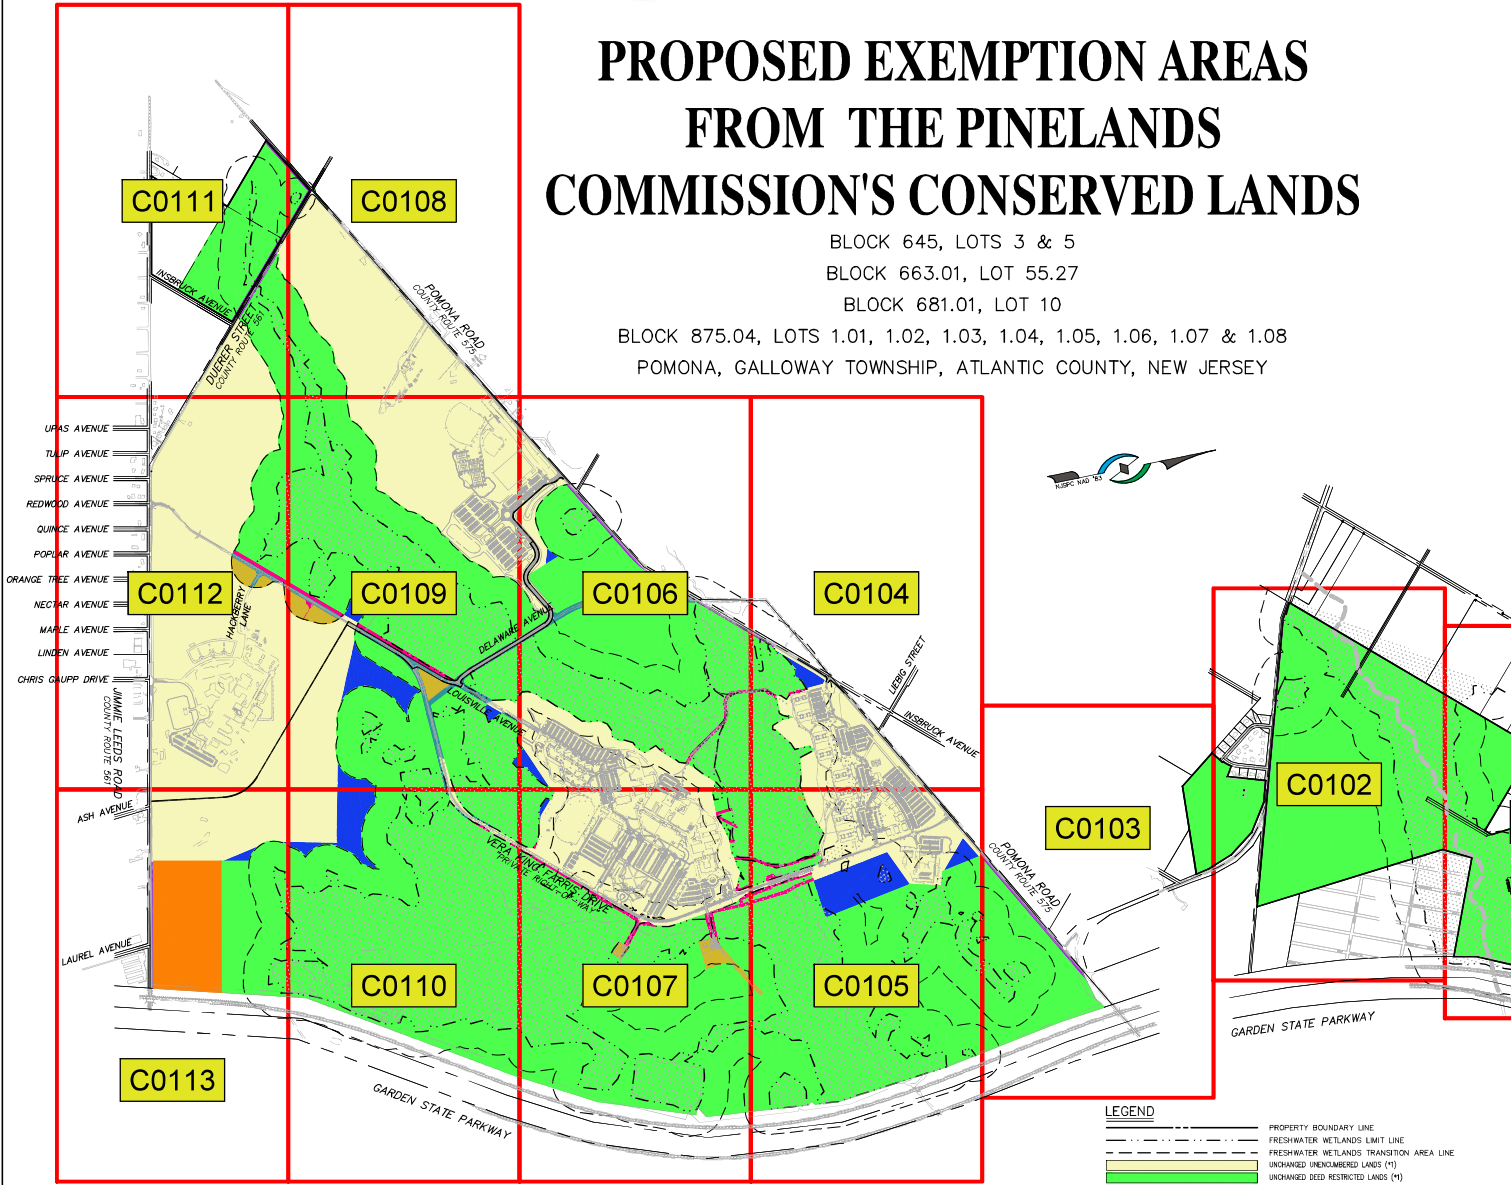 PROPOSED EXEMPTION AREAS
FROM THE PINELANDS
COMMISSION'S CONSERVED LANDS
BLOCK 645, LOTS 3 & 5
BLOCK 663.01, LOT 55.27
BLOCK 681.01, LOT 10
BLOCK 875.04, LOTS 1.01, 1.02, 1.03, 1.04, 1.05, 1.06, 1.07 & 1.08
POMONA, GALLOWAY TOWNSHIP, ATLANTIC COUNTY, NEW JERSEY
C0111
C0108
INSBRUCK AVENUE
DUERER STREET
COUNTY ROUTE 561
POMONA ROAD
COUNTY ROUTE 575
UPAS AVENUE
TULIP AVENUE
SPRUCE AVENUE
REDWOOD AVENUE
QUINCE AVENUE
POPLAR AVENUE
ORANGE TREE AVENUE
NECTAR AVENUE
MAPLE AVENUE
LINDEN AVENUE
CHRIS GAUPP DRIVE
NJSPC NAD '83
C0112
C0109
C0106
C0104
HACKBERRY
LANE
DELAWARE AVENUE
LOUISVILLE AVENUE
LIEBIG STREET
INSBRUCK AVENUE
JIMMIE LEEDS ROAD
COUNTY ROUTE 561
ASH AVENUE
C0103
C0102
VERA KING FARRIS DRIVE
"PRIVATE RIGHT-OF-WAY"
POMONA ROAD
COUNTY ROUTE 575
LAUREL AVENUE
C0110
C0107
C0105
GARDEN STATE PARKWAY
C0113
GARDEN STATE PARKWAY
LEGEND
PROPERTY BOUNDARY LINE
FRESHWATER WETLANDS LIMIT LINE
FRESHWATER WETLANDS TRANSITION AREA LINE
UNCHANGED UNENCUMBERED LANDS (*1)
UNCHANGED DEED RESTRICTED LANDS (*1)